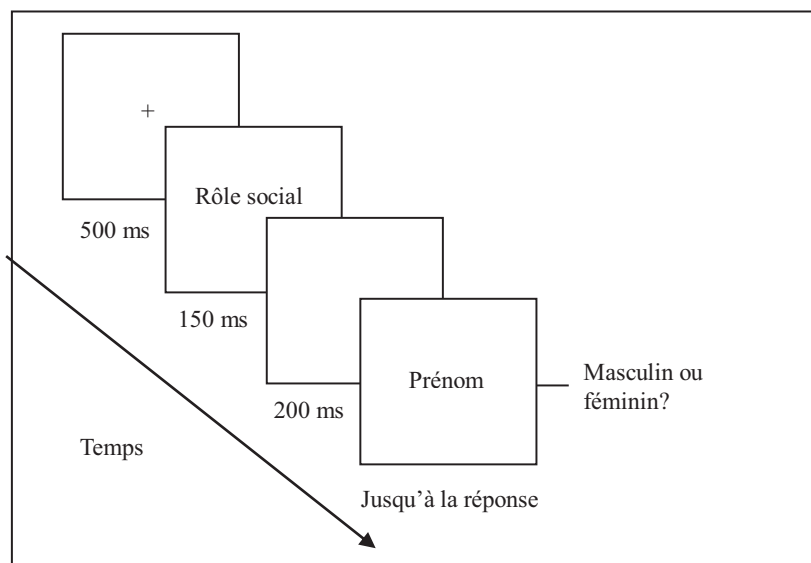 +
Rôle social
500 ms
150 ms
Prénom
Masculin ou
féminin?
200 ms
Temps
Jusqu’à la réponse